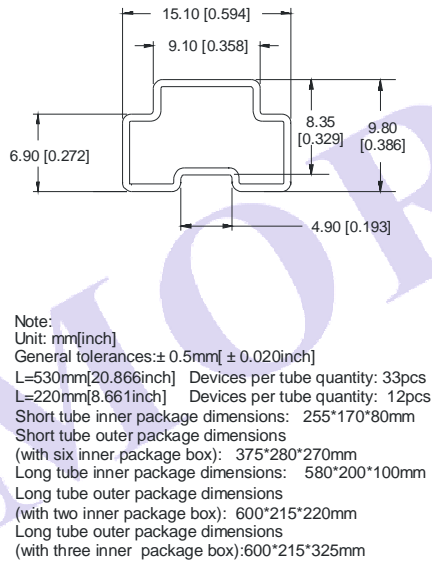 15.10 [0.594]
9.10 [0.358]
8.35
[0.329]
9.80
[0.386]
6.90 [0.272]
4.90 [0.193]
Note:
Unit: mm[inch]
General tolerances:± 0.5mm[ ± 0.020inch]
L=530mm[20.866inch] Devices per tube quantity: 33pcs
L=220mm[8.661inch] Devices per tube quantity: 12pcs
Short tube inner package dimensions: 255*170*80mm
Short tube outer package dimensions
(with six inner package box): 375*280*270mm
Long tube inner package dimensions: 580*200*100mm
Long tube outer package dimensions
(with two inner package box): 600*215*220mm
Long tube outer package dimensions
(with three inner package box):600*215*325mm